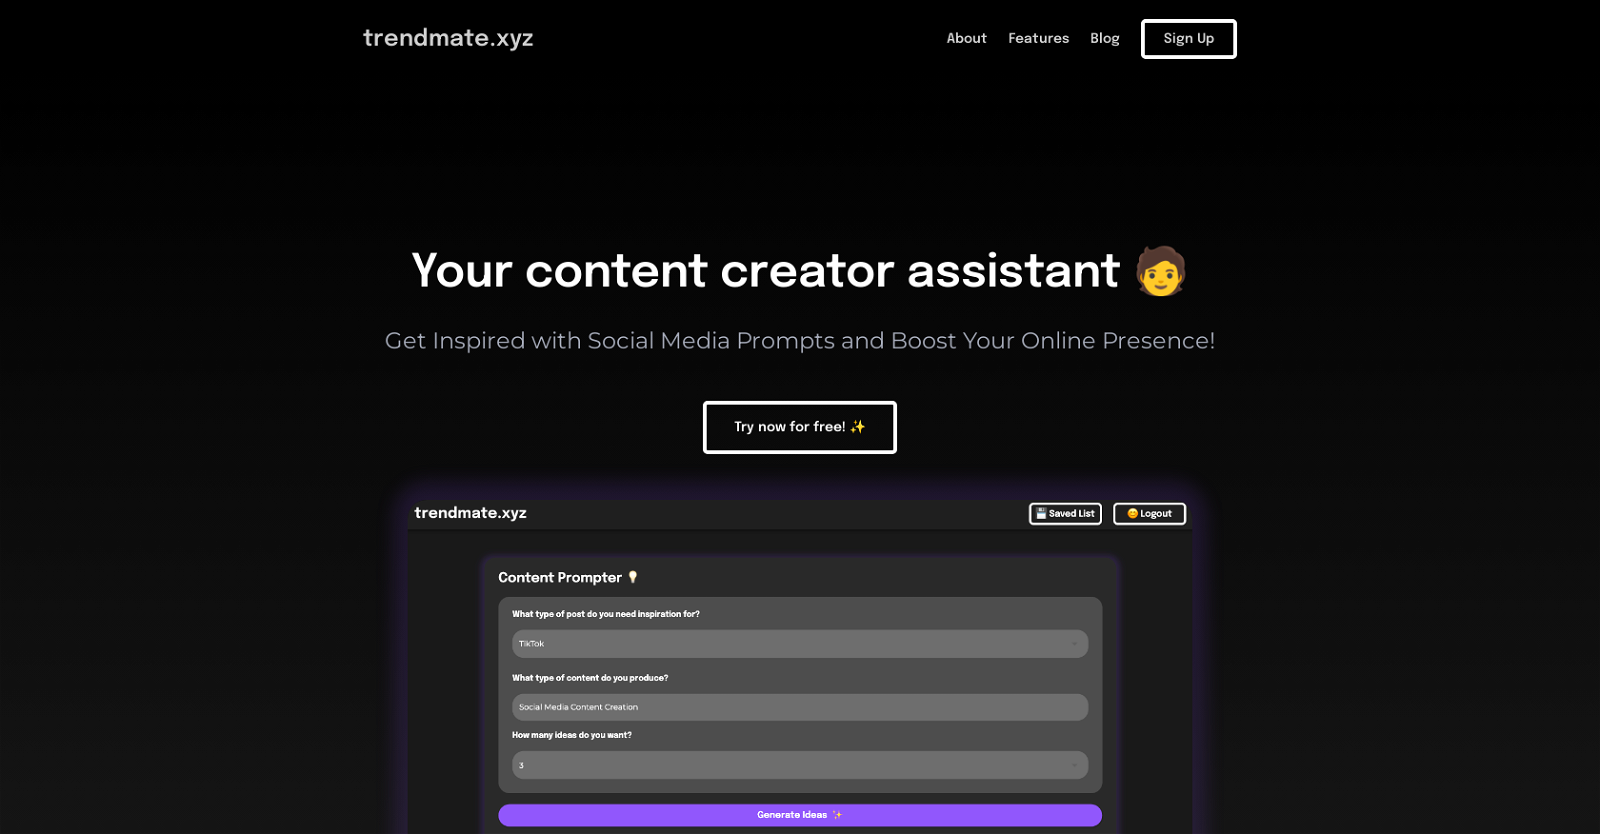 trendmate.xyz
About Features Blog Sign Up
Your content creator assistant 🧑
Get Inspired with Social Media Prompts and Boost Your Online Presence!
Try now for free! ✨
trendmate.xyz
💾 Saved List 😊 Logout
Content Prompter 💡
What type of post do you need inspiration for?
TikTok
What type of content do you produce?
Social Media Content Creation
How many ideas do you want?
3
Generate Ideas ✨